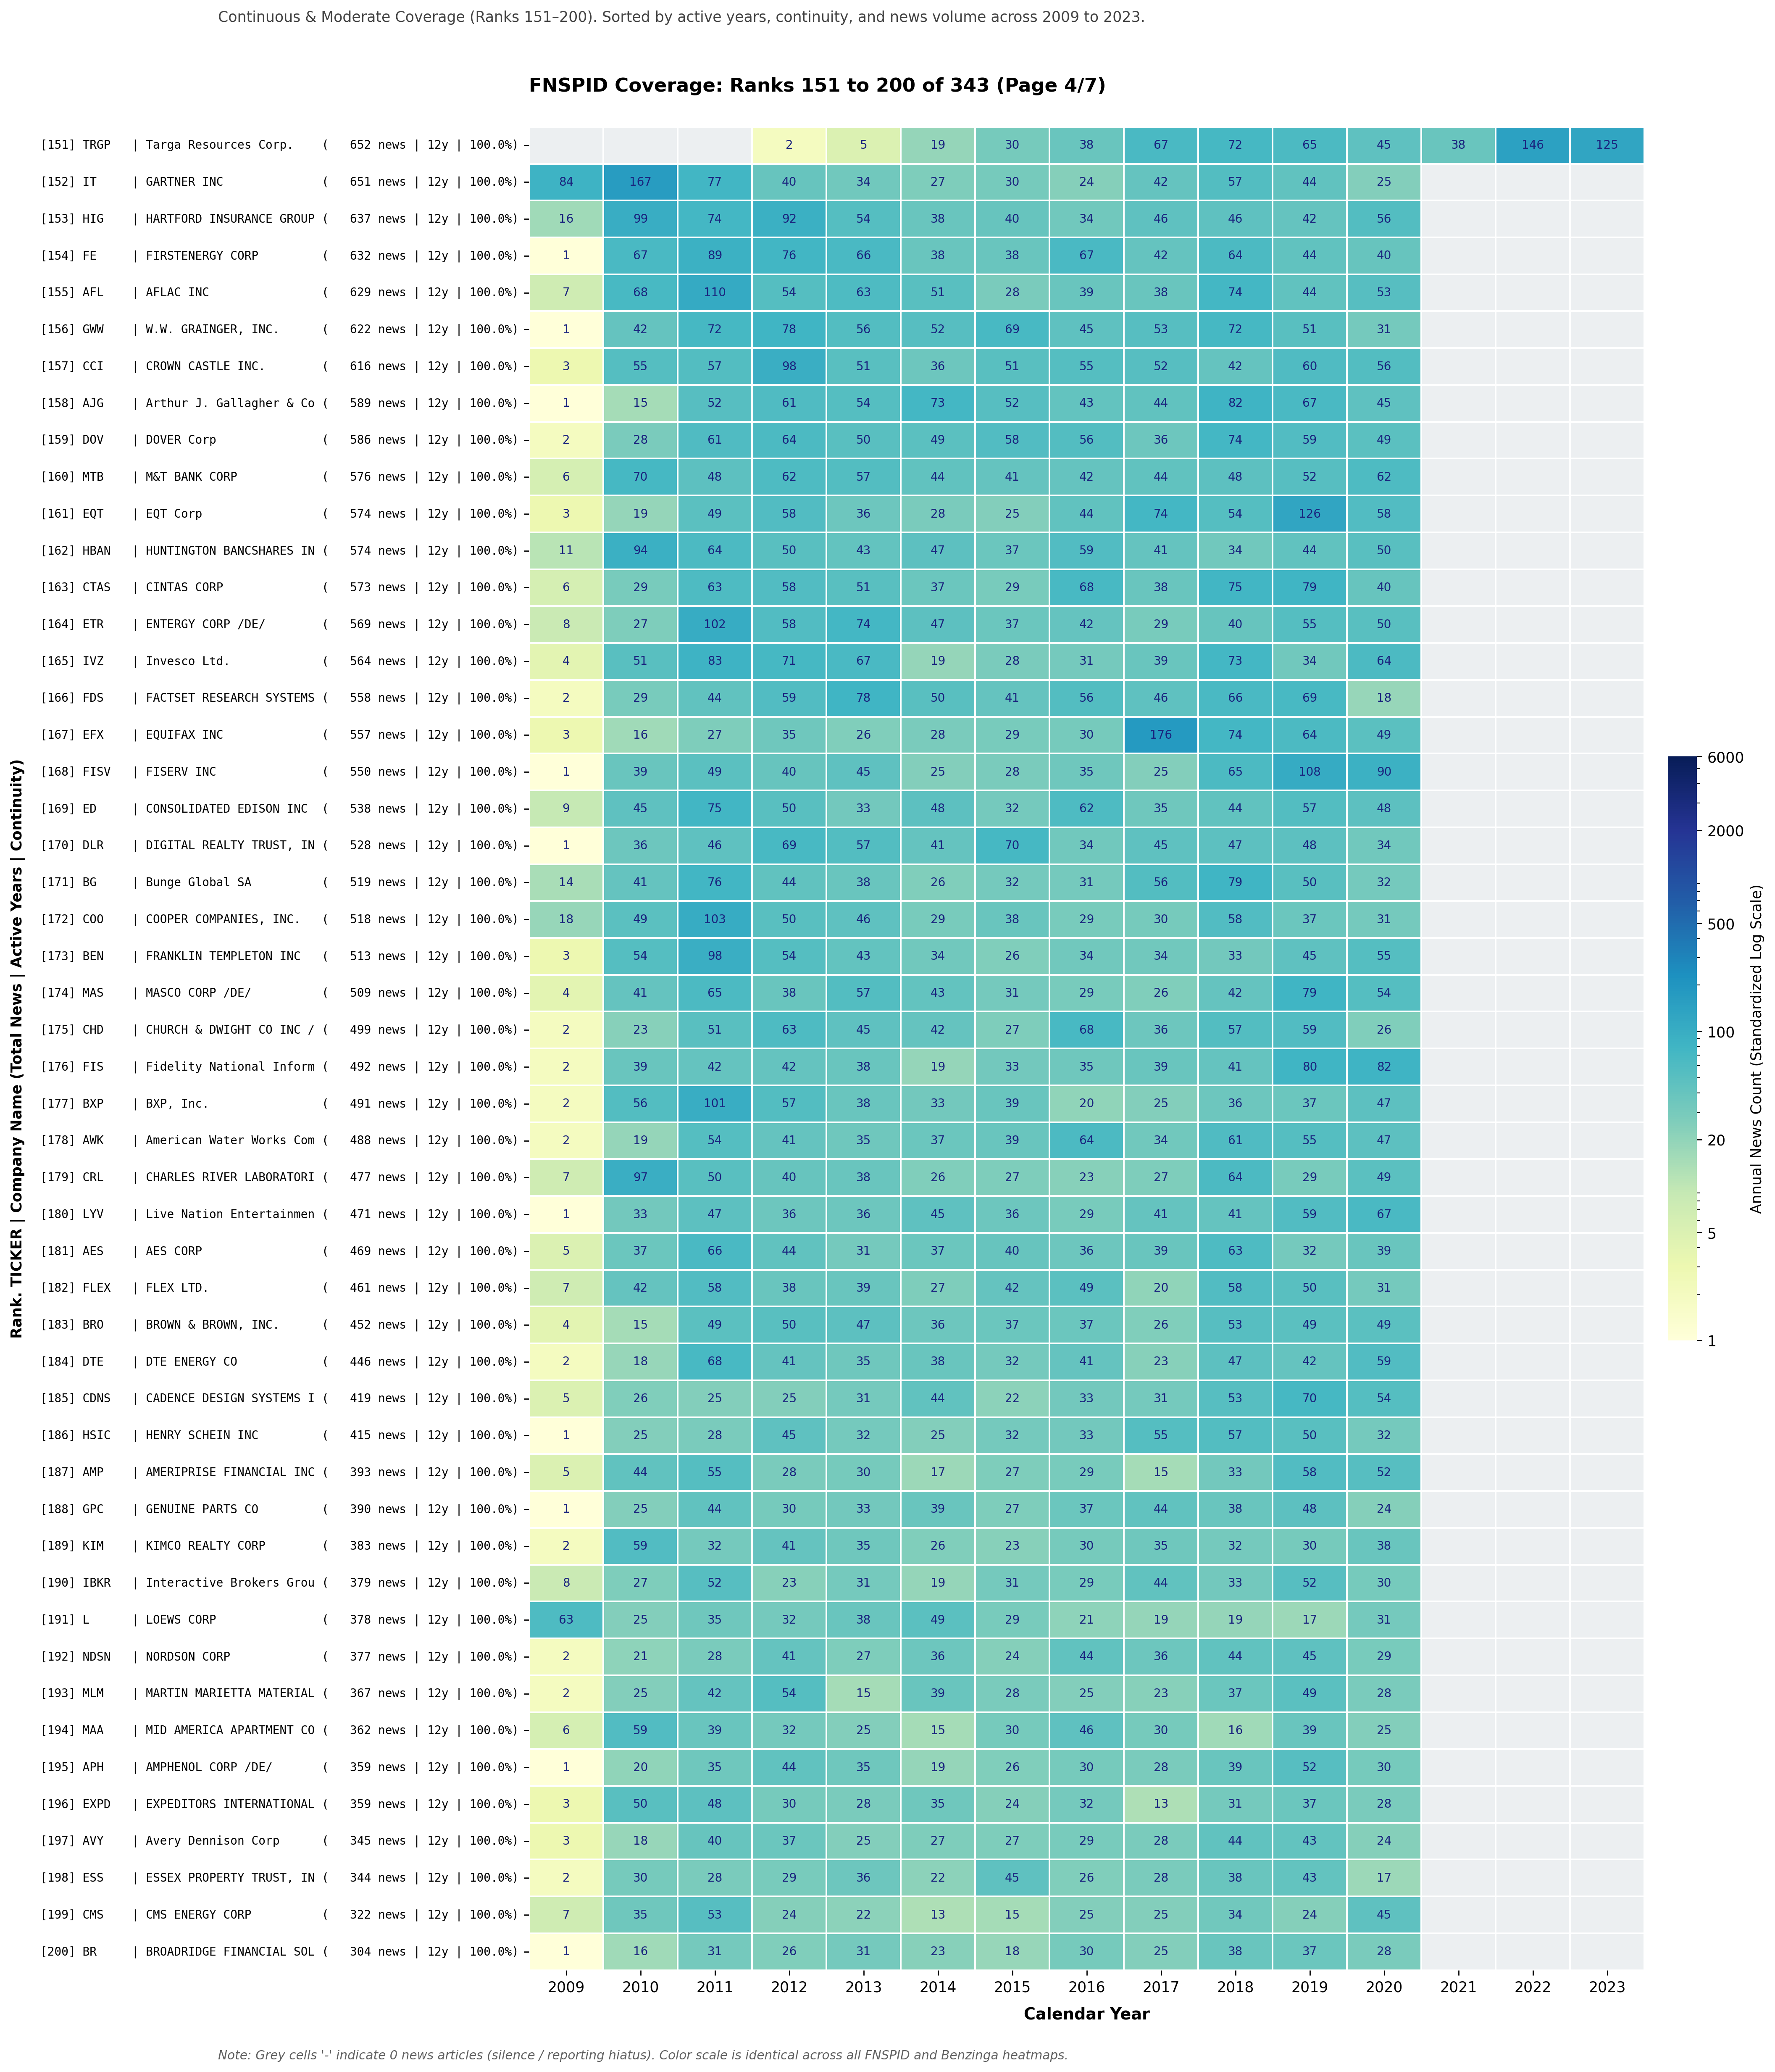 Continuous & Moderate Coverage (Ranks 151–200). Sorted by active years, continuity, and news volume across 2009 to 2023.
FNSPID Coverage: Ranks 151 to 200 of 343 (Page 4/7)
[151] TRGP | Targa Resources Corp. ( 652 news | 12y | 100.0%) 2 5 19 30 38 67 72 65 45 38 146 125
[152] IT | GARTNER INC ( 651 news | 12y | 100.0%) 84 167 77 40 34 27 30 24 42 57 44 25
[153] HIG | HARTFORD INSURANCE GROUP ( 637 news | 12y | 100.0%) 16 99 74 92 54 38 40 34 46 46 42 56
[154] FE | FIRSTENERGY CORP ( 632 news | 12y | 100.0%) 1 67 89 76 66 38 38 67 42 64 44 40
[155] AFL | AFLAC INC ( 629 news | 12y | 100.0%) 7 68 110 54 63 51 28 39 38 74 44 53
[156] GWW | W.W. GRAINGER, INC. ( 622 news | 12y | 100.0%) 1 42 72 78 56 52 69 45 53 72 51 31
[157] CCI | CROWN CASTLE INC. ( 616 news | 12y | 100.0%) 3 55 57 98 51 36 51 55 52 42 60 56
[158] AJG | Arthur J. Gallagher & Co ( 589 news | 12y | 100.0%) 1 15 52 61 54 73 52 43 44 82 67 45
[159] DOV | DOVER Corp ( 586 news | 12y | 100.0%) 2 28 61 64 50 49 58 56 36 74 59 49
[160] MTB | M&T BANK CORP ( 576 news | 12y | 100.0%) 6 70 48 62 57 44 41 42 44 48 52 62
[161] EQT | EQT Corp ( 574 news | 12y | 100.0%) 3 19 49 58 36 28 25 44 74 54 126 58
[162] HBAN | HUNTINGTON BANCSHARES IN ( 574 news | 12y | 100.0%) 11 94 64 50 43 47 37 59 41 34 44 50
[163] CTAS | CINTAS CORP ( 573 news | 12y | 100.0%) 6 29 63 58 51 37 29 68 38 75 79 40
[164] ETR | ENTERGY CORP /DE/ ( 569 news | 12y | 100.0%) 8 27 102 58 74 47 37 42 29 40 55 50
[165] IVZ | Invesco Ltd. ( 564 news | 12y | 100.0%) 4 51 83 71 67 19 28 31 39 73 34 64
[166] FDS | FACTSET RESEARCH SYSTEMS ( 558 news | 12y | 100.0%) 2 29 44 59 78 50 41 56 46 66 69 18
[167] EFX | EQUIFAX INC ( 557 news | 12y | 100.0%) 3 16 27 35 26 28 29 30 176 74 64 49
[168] FISV | FISERV INC ( 550 news | 12y | 100.0%) 1 39 49 40 45 25 28 35 25 65 108 90
[169] ED | CONSOLIDATED EDISON INC ( 538 news | 12y | 100.0%) 9 45 75 50 33 48 32 62 35 44 57 48
[170] DLR | DIGITAL REALTY TRUST, IN ( 528 news | 12y | 100.0%) 1 36 46 69 57 41 70 34 45 47 48 34
[171] BG | Bunge Global SA ( 519 news | 12y | 100.0%) 14 41 76 44 38 26 32 31 56 79 50 32
[172] COO | COOPER COMPANIES, INC. ( 518 news | 12y | 100.0%) 18 49 103 50 46 29 38 29 30 58 37 31
[173] BEN | FRANKLIN TEMPLETON INC ( 513 news | 12y | 100.0%) 3 54 98 54 43 34 26 34 34 33 45 55
[174] MAS | MASCO CORP /DE/ ( 509 news | 12y | 100.0%) 4 41 65 38 57 43 31 29 26 42 79 54
[175] CHD | CHURCH & DWIGHT CO INC / ( 499 news | 12y | 100.0%) 2 23 51 63 45 42 27 68 36 57 59 26
[176] FIS | Fidelity National Inform ( 492 news | 12y | 100.0%) 2 39 42 42 38 19 33 35 39 41 80 82
[177] BXP | BXP, Inc. ( 491 news | 12y | 100.0%) 2 56 101 57 38 33 39 20 25 36 37 47
[178] AWK | American Water Works Com ( 488 news | 12y | 100.0%) 2 19 54 41 35 37 39 64 34 61 55 47
[179] CRL | CHARLES RIVER LABORATORI ( 477 news | 12y | 100.0%) 7 97 50 40 38 26 27 23 27 64 29 49
[180] LYV | Live Nation Entertainmen ( 471 news | 12y | 100.0%) 1 33 47 36 36 45 36 29 41 41 59 67
[181] AES | AES CORP ( 469 news | 12y | 100.0%) 5 37 66 44 31 37 40 36 39 63 32 39
[182] FLEX | FLEX LTD. ( 461 news | 12y | 100.0%) 7 42 58 38 39 27 42 49 20 58 50 31
[183] BRO | BROWN & BROWN, INC. ( 452 news | 12y | 100.0%) 4 15 49 50 47 36 37 37 26 53 49 49
[184] DTE | DTE ENERGY CO ( 446 news | 12y | 100.0%) 2 18 68 41 35 38 32 41 23 47 42 59
[185] CDNS | CADENCE DESIGN SYSTEMS I ( 419 news | 12y | 100.0%) 5 26 25 25 31 44 22 33 31 53 70 54
[186] HSIC | HENRY SCHEIN INC ( 415 news | 12y | 100.0%) 1 25 28 45 32 25 32 33 55 57 50 32
[187] AMP | AMERIPRISE FINANCIAL INC ( 393 news | 12y | 100.0%) 5 44 55 28 30 17 27 29 15 33 58 52
[188] GPC | GENUINE PARTS CO ( 390 news | 12y | 100.0%) 1 25 44 30 33 39 27 37 44 38 48 24
[189] KIM | KIMCO REALTY CORP ( 383 news | 12y | 100.0%) 2 59 32 41 35 26 23 30 35 32 30 38
[190] IBKR | Interactive Brokers Grou ( 379 news | 12y | 100.0%) 8 27 52 23 31 19 31 29 44 33 52 30
[191] L | LOEWS CORP ( 378 news | 12y | 100.0%) 63 25 35 32 38 49 29 21 19 19 17 31
[192] NDSN | NORDSON CORP ( 377 news | 12y | 100.0%) 2 21 28 41 27 36 24 44 36 44 45 29
[193] MLM | MARTIN MARIETTA MATERIAL ( 367 news | 12y | 100.0%) 2 25 42 54 15 39 28 25 23 37 49 28
[194] MAA | MID AMERICA APARTMENT CO ( 362 news | 12y | 100.0%) 6 59 39 32 25 15 30 46 30 16 39 25
[195] APH | AMPHENOL CORP /DE/ ( 359 news | 12y | 100.0%) 1 20 35 44 35 19 26 30 28 39 52 30
[196] EXPD | EXPEDITORS INTERNATIONAL ( 359 news | 12y | 100.0%) 3 50 48 30 28 35 24 32 13 31 37 28
[197] AVY | Avery Dennison Corp ( 345 news | 12y | 100.0%) 3 18 40 37 25 27 27 29 28 44 43 24
[198] ESS | ESSEX PROPERTY TRUST, IN ( 344 news | 12y | 100.0%) 2 30 28 29 36 22 45 26 28 38 43 17
[199] CMS | CMS ENERGY CORP ( 322 news | 12y | 100.0%) 7 35 53 24 22 13 15 25 25 34 24 45
[200] BR | BROADRIDGE FINANCIAL SOL ( 304 news | 12y | 100.0%) 1 16 31 26 31 23 18 30 25 38 37 28
2009 2010 2011 2012 2013 2014 2015 2016 2017 2018 2019 2020 2021 2022 2023
Calendar Year
Rank. TICKER | Company Name (Total News | Active Years | Continuity)
6000
2000
500
100
20
5
1
Annual News Count (Standardized Log Scale)
Note: Grey cells '-' indicate 0 news articles (silence / reporting hiatus). Color scale is identical across all FNSPID and Benzinga heatmaps.